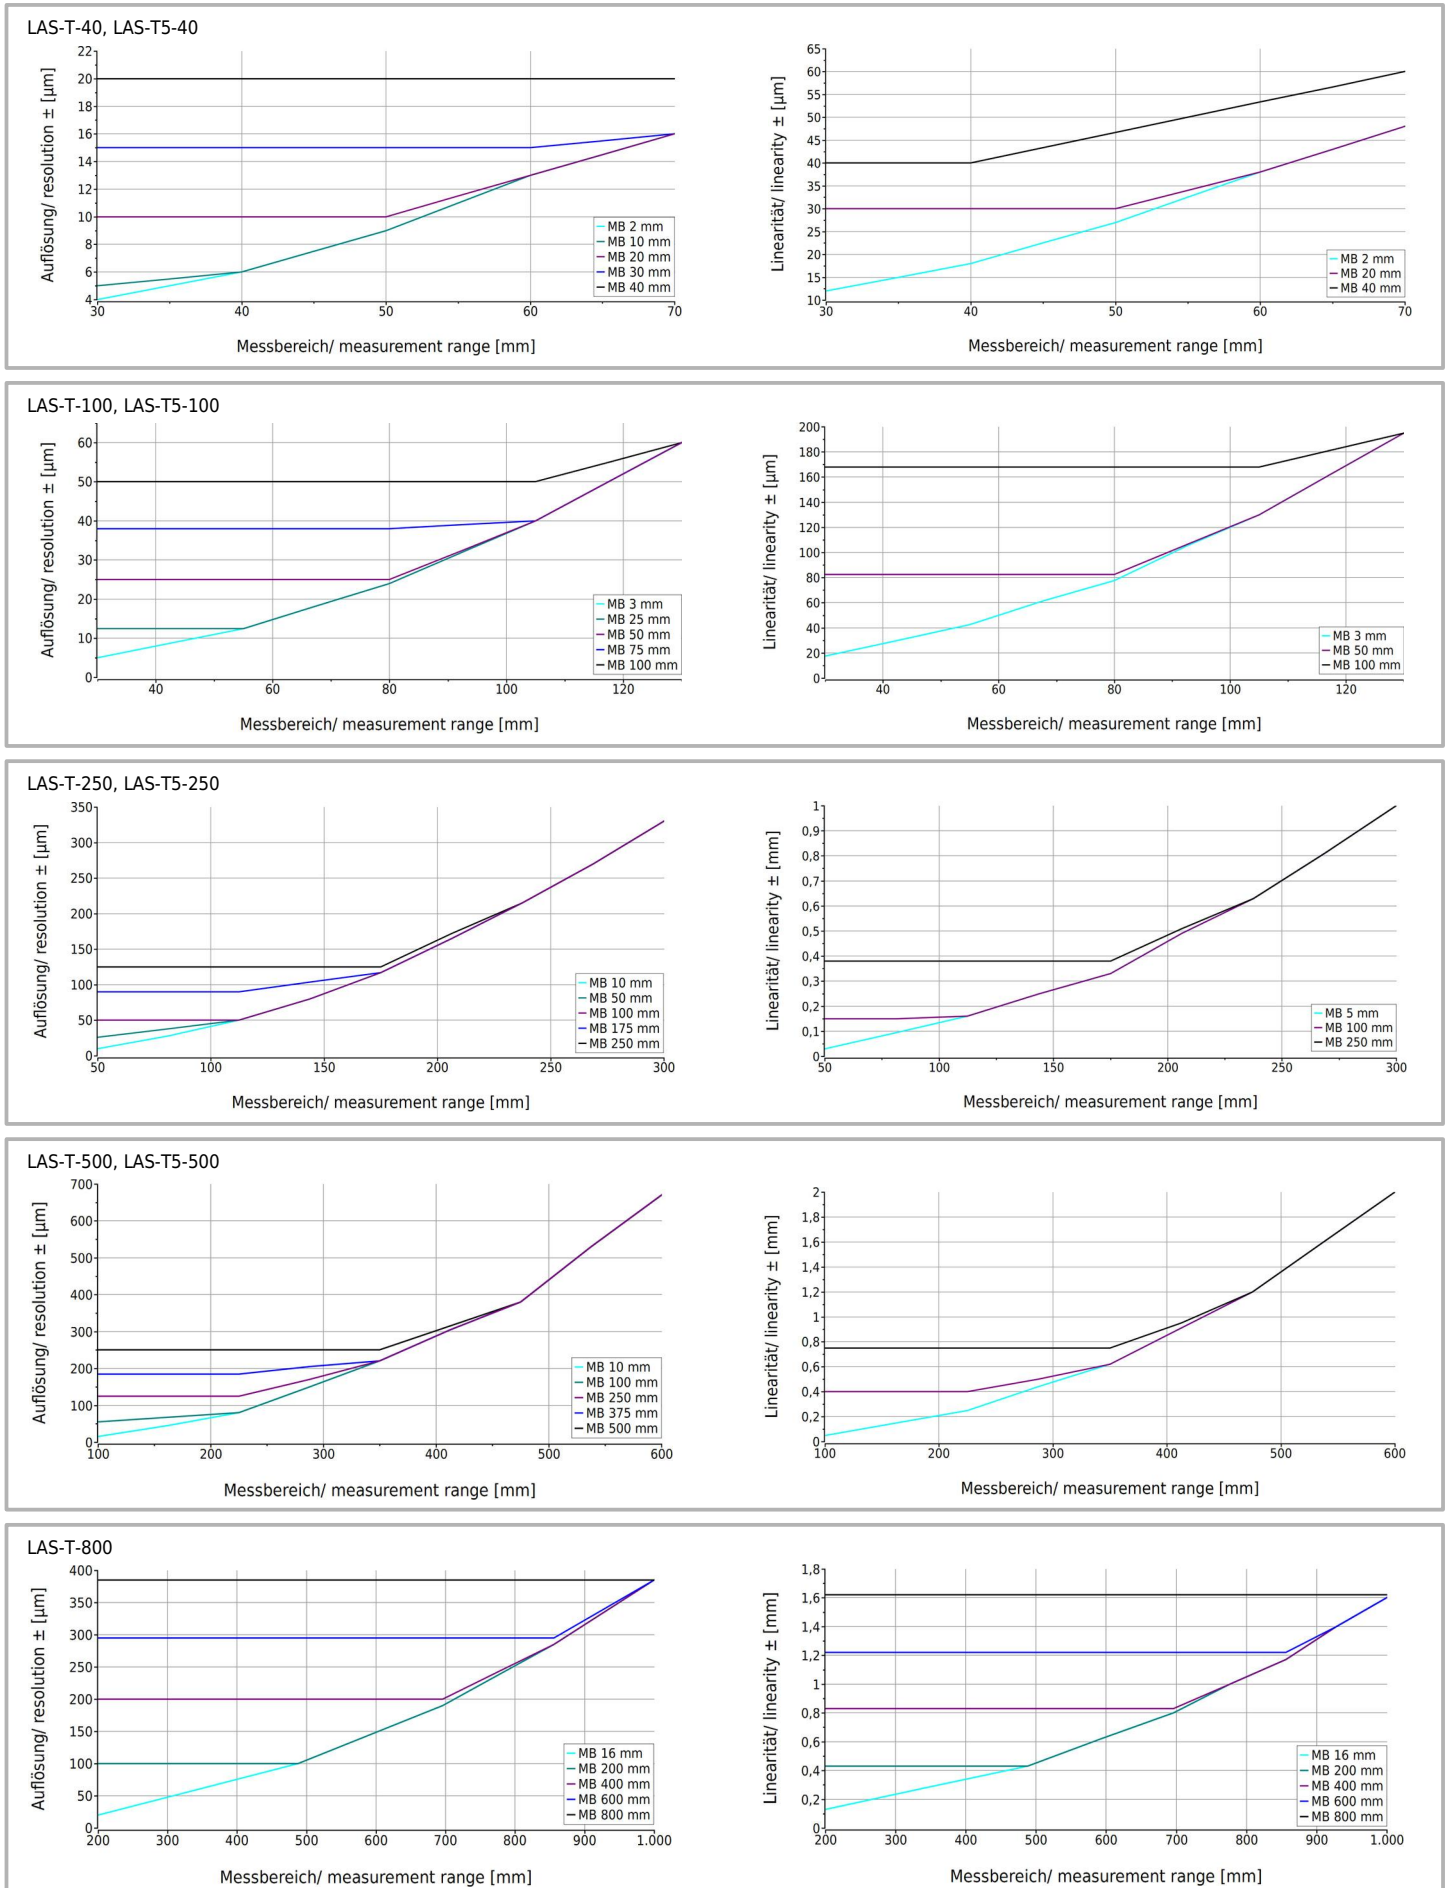 LAS-T-40, LAS-T5-40
Auflösung/ resolution ± [µm]
22
20
18
16
14
12
10
8
6
4
30 40 50 60 70
MB 2 mm
MB 10 mm
MB 20 mm
MB 30 mm
MB 40 mm
Messbereich/ measurement range [mm]
Linearität/ linearity ± [µm]
65
60
55
50
45
40
35
30
25
20
15
10
30 40 50 60 70
MB 2 mm
MB 20 mm
MB 40 mm
Messbereich/ measurement range [mm]
LAS-T-100, LAS-T5-100
Auflösung/ resolution ± [µm]
60
50
40
30
20
10
0
40 60 80 100 120
MB 3 mm
MB 25 mm
MB 50 mm
MB 75 mm
MB 100 mm
Messbereich/ measurement range [mm]
Linearität/ linearity ± [µm]
200
180
160
140
120
100
80
60
40
20
0
40 60 80 100 120
MB 3 mm
MB 50 mm
MB 100 mm
Messbereich/ measurement range [mm]
LAS-T-250, LAS-T5-250
Auflösung/ resolution ± [µm]
350
300
250
200
150
100
50
0
50 100 150 200 250 300
MB 10 mm
MB 50 mm
MB 100 mm
MB 175 mm
MB 250 mm
Messbereich/ measurement range [mm]
Linearität/ linearity ± [mm]
1
0,9
0,8
0,7
0,6
0,5
0,4
0,3
0,2
0,1
0
50 100 150 200 250 300
MB 5 mm
MB 100 mm
MB 250 mm
Messbereich/ measurement range [mm]
LAS-T-500, LAS-T5-500
Auflösung/ resolution ± [µm]
700
600
500
400
300
200
100
0
100 200 300 400 500 600
MB 10 mm
MB 100 mm
MB 250 mm
MB 375 mm
MB 500 mm
Messbereich/ measurement range [mm]
Linearität/ linearity ± [mm]
2
1,8
1,6
1,4
1,2
1
0,8
0,6
0,4
0,2
0
100 200 300 400 500 600
Messbereich/ measurement range [mm]
LAS-T-800
Auflösung/ resolution ± [µm]
400
350
300
250
200
150
100
50
0
200 300 400 500 600 700 800 900 1.000
MB 16 mm
MB 200 mm
MB 400 mm
MB 600 mm
MB 800 mm
Messbereich/ measurement range [mm]
Linearität/ linearity ± [mm]
1,8
1,6
1,4
1,2
1
0,8
0,6
0,4
0,2
0
200 300 400 500 600 700 800 900 1.000
MB 16 mm
MB 200 mm
MB 400 mm
MB 600 mm
MB 800 mm
Messbereich/ measurement range [mm]